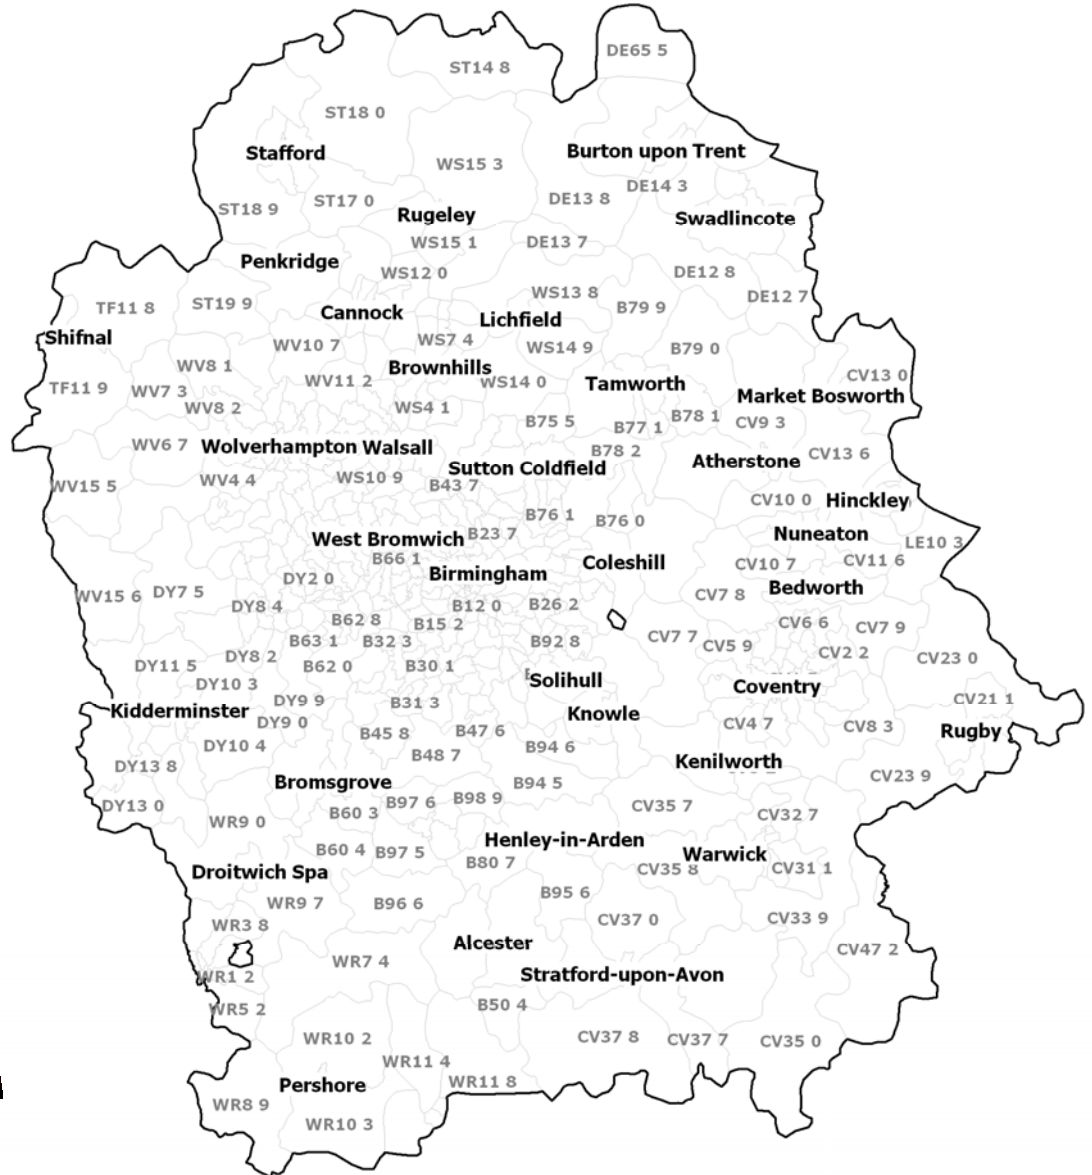 DE65 5
ST14 8
ST18 0
Stafford
Burton upon Trent
WS15 3
DE14 3
DE13 8
ST17 0
ST18 9
Rugeley
Swadlincote
WS15 1
DE13 7
Penkridge
WS12 0
DE12 8
WS13 8
DE12 7
TF11 8
ST19 9
B79 9
Cannock
Lichfield
Shifnal
WV10 7
WS7 4
WS14 9
B79 0
WV8 1
Brownhills
CV13 0
WV11 2
WS14 0
Tamworth
TF11 9
WV7 3
Market Bosworth
WV8 2
WS4 1
B75 5
B78 1
CV9 3
B77 1
WV6 7
Wolverhampton
Walsall
B78 2
CV13 6
Sutton Coldfield
Atherstone
WV15 5
WV4 4
WS10 9
B43 7
CV10 0
Hinckley
B76 1
B76 0
West Bromwich
B23 7
Nuneaton
LE10 3
B66 1
Coleshill
CV10 7
CV11 6
DY2 0
Birmingham
Bedworth
WV15 6
DY7 5
DY8 4
B12 0
B26 2
CV7 8
B62 8
B15 2
CV6 6
CV7 9
B63 1
B32 3
B92 8
CV7 7
CV5 9
CV2 2
DY8 2
CV23 0
DY11 5
B62 0
B30 1
DY10 3
Solihull
Coventry
DY9 9
B31 3
CV21 1
Kidderminster
Knowle
DY9 0
CV4 7
CV8 3
B45 8
B47 6
Rugby
DY10 4
B48 7
B94 6
Kenilworth
DY13 8
CV23 9
Bromsgrove
B94 5
DY13 0
B97 6
B98 9
CV35 7
B60 3
CV32 7
WR9 0
Henley-in-Arden
B60 4
B97 5
Warwick
B80 7
Droitwich Spa
CV35 8
CV31 1
B95 6
WR9 7
B96 6
CV37 0
CV33 9
WR3 8
Alcester
CV47 2
WR7 4
WR1 2
Stratford-upon-Avon
WR5 2
B50 4
WR10 2
CV37 8
CV37 7
CV35 0
WR11 4
Pershore
WR11 8
WR8 9
WR10 3